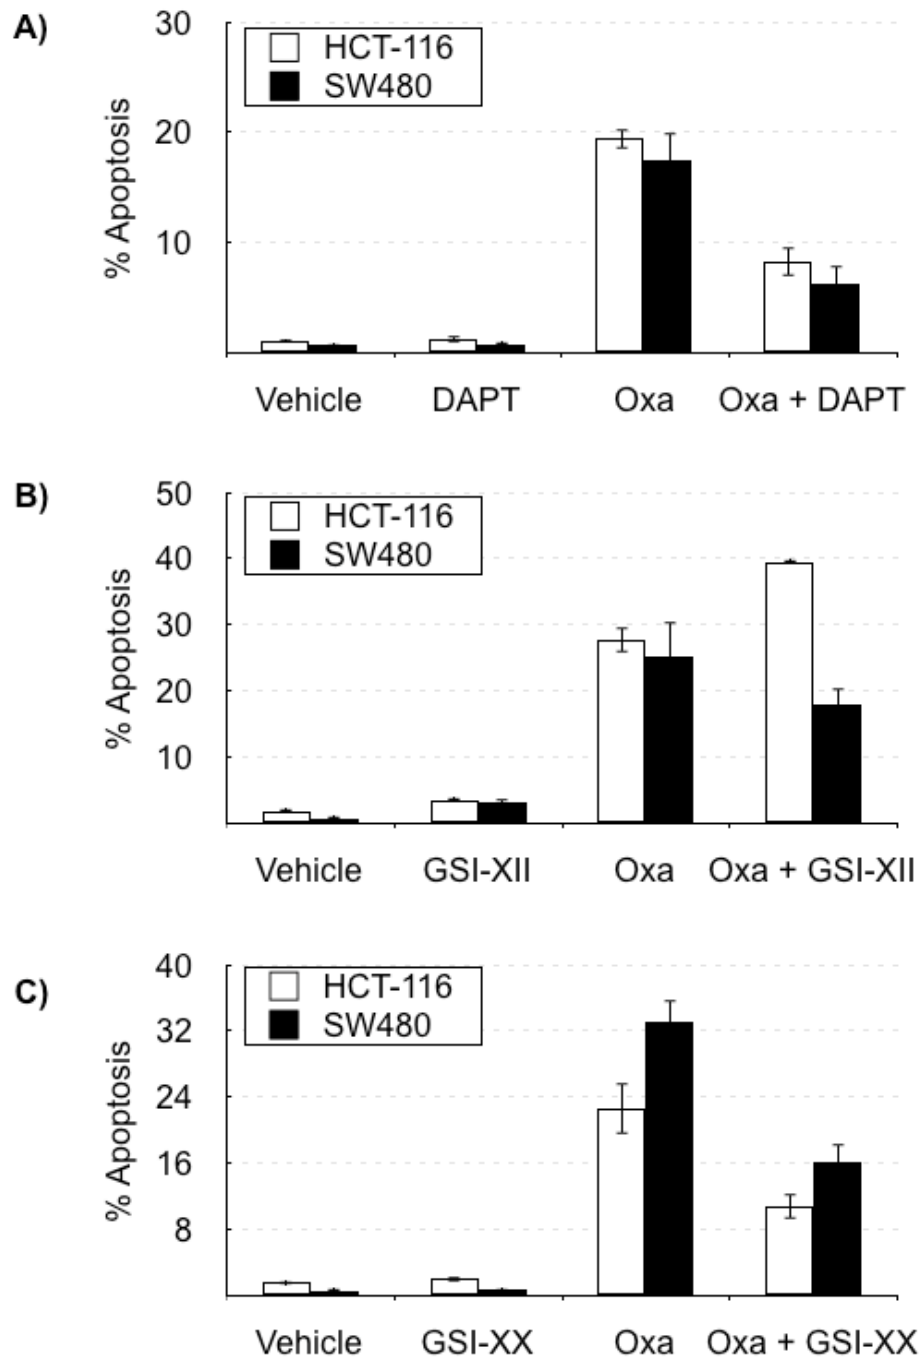 A)
% Apoptosis
30
20
10
HCT-116
SW480
Vehicle DAPT Oxa Oxa + DAPT
B)
% Apoptosis
50
40
30
20
10
HCT-116
SW480
Vehicle GSI-XII Oxa Oxa + GSI-XII
C)
% Apoptosis
40
32
24
16
8
HCT-116
SW480
Vehicle GSI-XX Oxa Oxa + GSI-XX